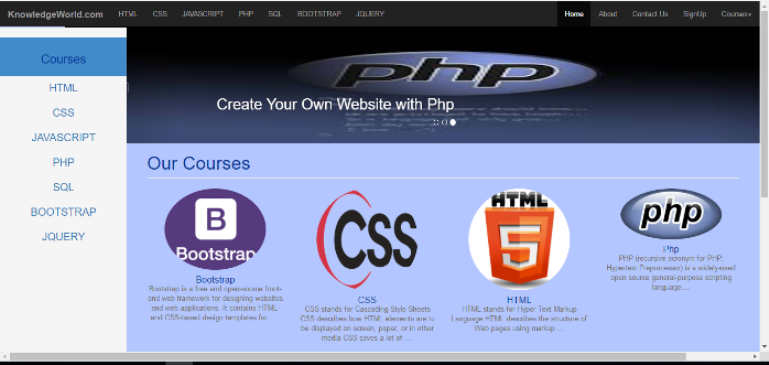 KnowledgeWorld.com HTML CSS JAVASCRIPT PHP SQL BOOTSTRAP JQUERY Home About Contact Us SignUp Courses
Courses
HTML
CSS
JAVASCRIPT
PHP
SQL
BOOTSTRAP
JQUERY
php
Create Your Own Website with Php
Our Courses
B
Bootstrap
Bootstrap
Bootstrap is a free and open-source front-
end web framework for designing websites
and web applications. It contains HTML-
and CSS-based design templates for ...
CSS
CSS
CSS stands for Cascading Style Sheets
CSS describes how HTML elements are to
be displayed on screen, paper, or in other
media CSS saves a lot of ....
HTML
5
HTML
HTML stands for Hyper Text Markup
Language HTML describes the structure of
Web pages using markup ...
php
Php
PHP (recursive acronym for PHP:
Hypertext Preprocessor) is a widely-used
open source general-purpose scripting
language....